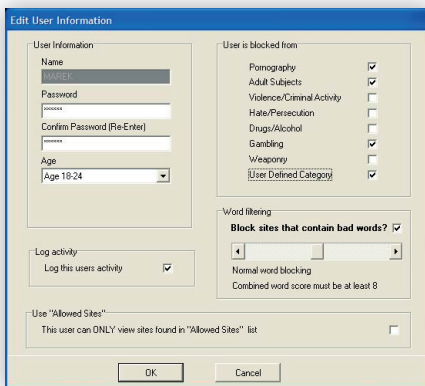 Edit User Information
User Information
Name
MAREK
Password
******
Confirm Password (Re-Enter)
******
Age
Age 18-24
Log activity
Log this users activity
User is blocked from
Pornography
Adult Subjects
Violence/Criminal Activity
Hate/Persecution
Drugs/Alcohol
Gambling
Weaponry
User Defined Category
Word filtering
Block sites that contain bad words?
Normal word blocking
Combined word score must be at least 8
Use "Allowed Sites"
This user can ONLY view sites found in "Allowed Sites" list
OK
Cancel